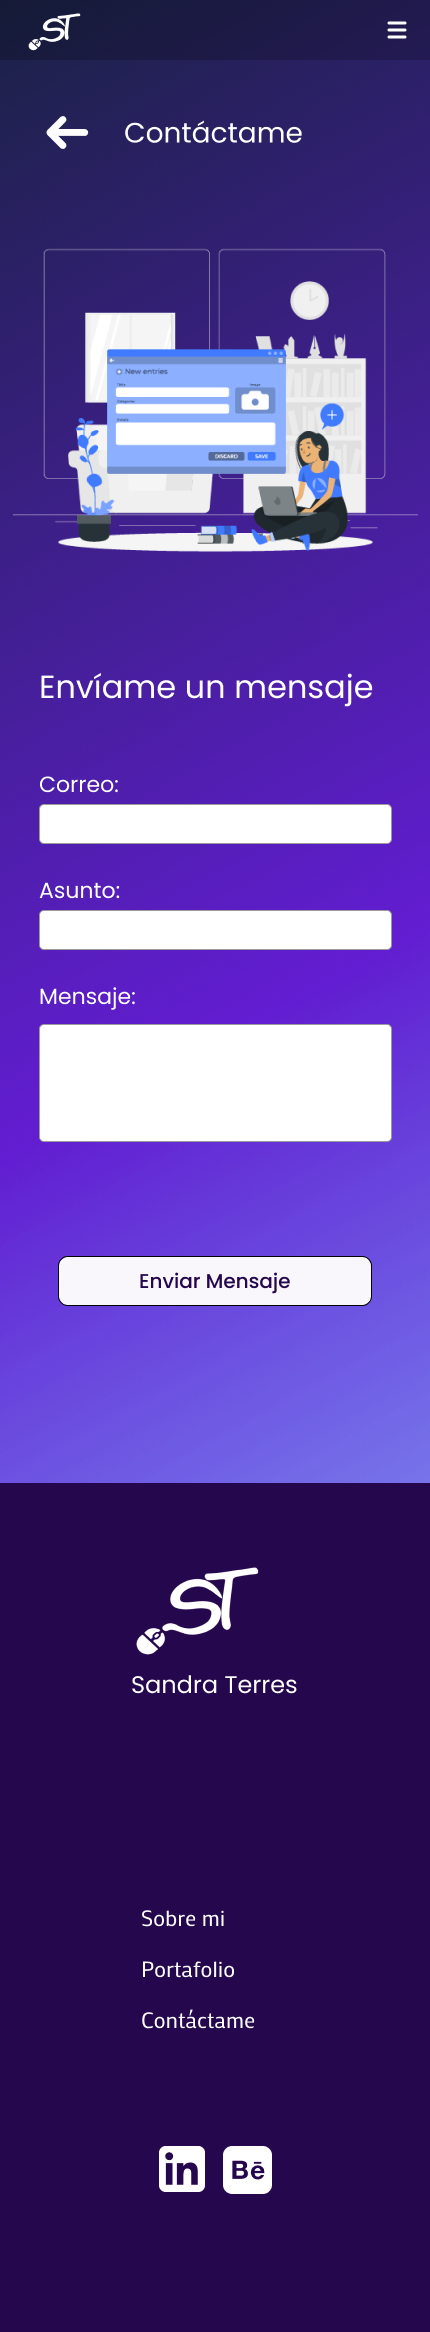 ST
Contáctame
New entries
Image
DISCARD
SAVE
Envíame un mensaje
Correo:
Asunto:
Mensaje:
Enviar Mensaje
ST
Sandra Terres
Sobre mi
Portafolio
Contáctame
in Bē